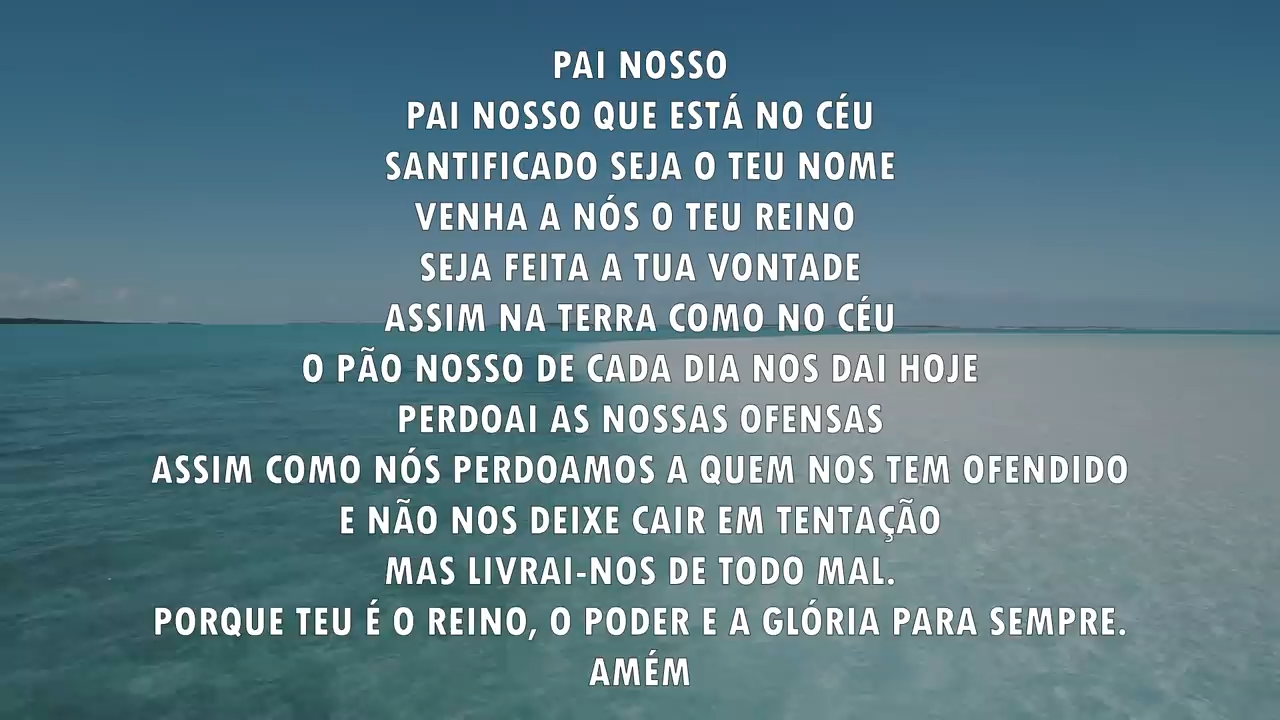 PAI NOSSO
PAI NOSSO QUE ESTÁ NO CÉU
SANTIFICADO SEJA O TEU NOME
VENHA A NÓS O TEU REINO
SEJA FEITA A TUA VONTADE
ASSIM NA TERRA COMO NO CÉU
O PÃO NOSSO DE CADA DIA NOS DAI HOJE
PERDOAI AS NOSSAS OFENSAS
ASSIM COMO NÓS PERDOAMOS A QUEM NOS TEM OFENDIDO
E NÃO NOS DEIXE CAIR EM TENTAÇÃO
MAS LIVRAI-NOS DE TODO MAL.
PORQUE TEU É O REINO, O PODER E A GLÓRIA PARA SEMPRE.
AMÉM